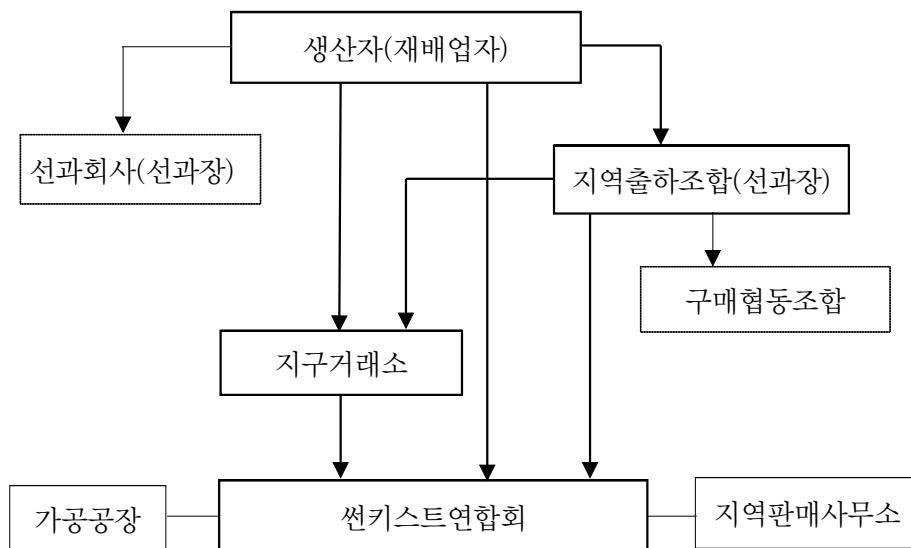 생산자(재배업자)
선과회사(선과장)
지역출하조합(선과장)
구매협동조합
지구거래소
가공공장
썬키스트연합회
지역판매사무소